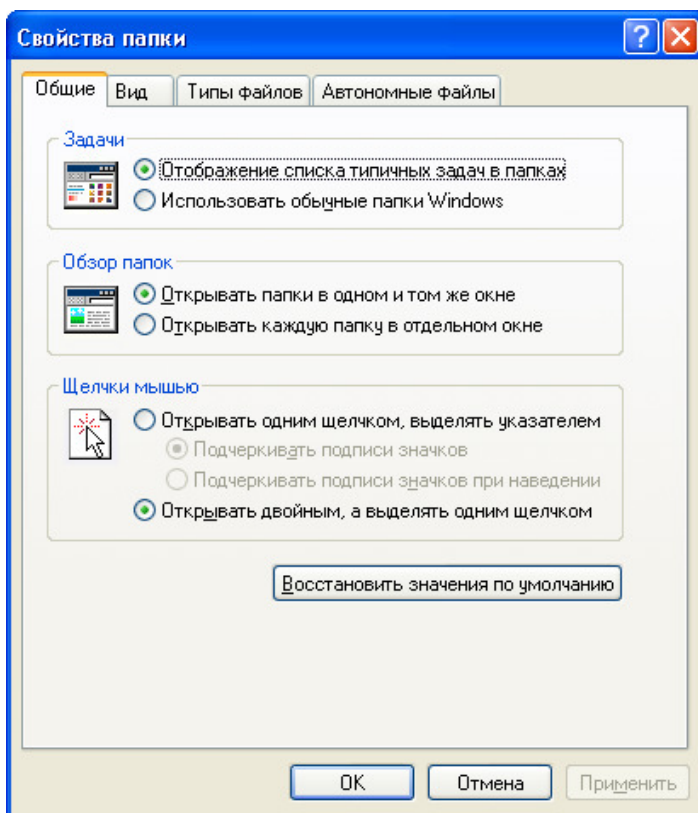 Свойства папки
Общие Вид Типы файлов Автономные файлы
Задачи
Отображение списка типичных задач в папках
Использовать обычные папки Windows
Обзор папок
Открывать папки в одном и том же окне
Открывать каждую папку в отдельном окне
Щелчки мышью
Открывать одним щелчком, выделять указателем
Подчеркивать подписи значков
Подчеркивать подписи значков при наведении
Открывать двойным, а выделять одним щелчком
Восстановить значения по умолчанию
OK Отмена Применить